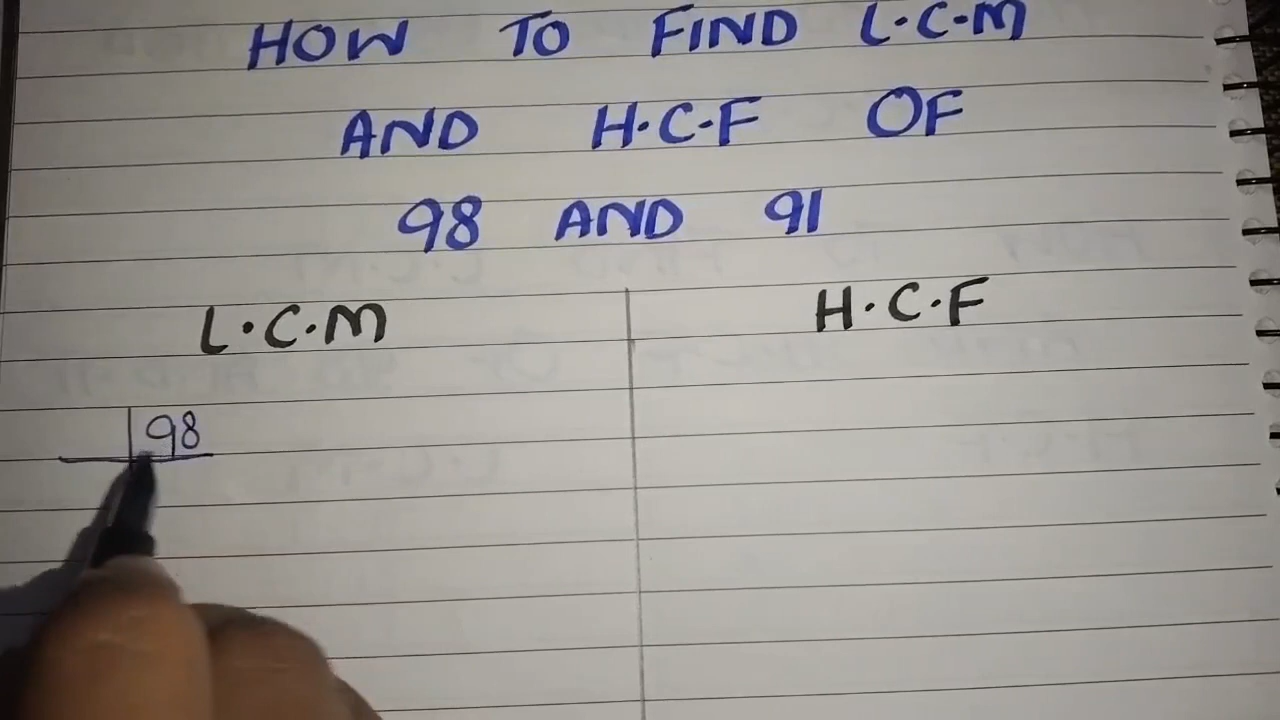 HOW TO FIND L.C.M
AND H.C.F OF
98 AND 91
L.C.M H.C.F
98